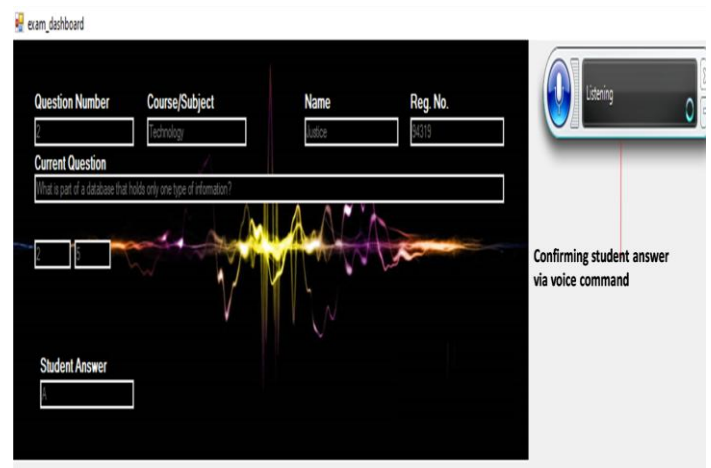 exam_dashboard
Question Number Course/Subject Name Reg. No.
2 Technology Justice 94319
Current Question
What is part of a database that holds only one type of information?
2 5
Student Answer
A
Listening
Confirming student answer
via voice command